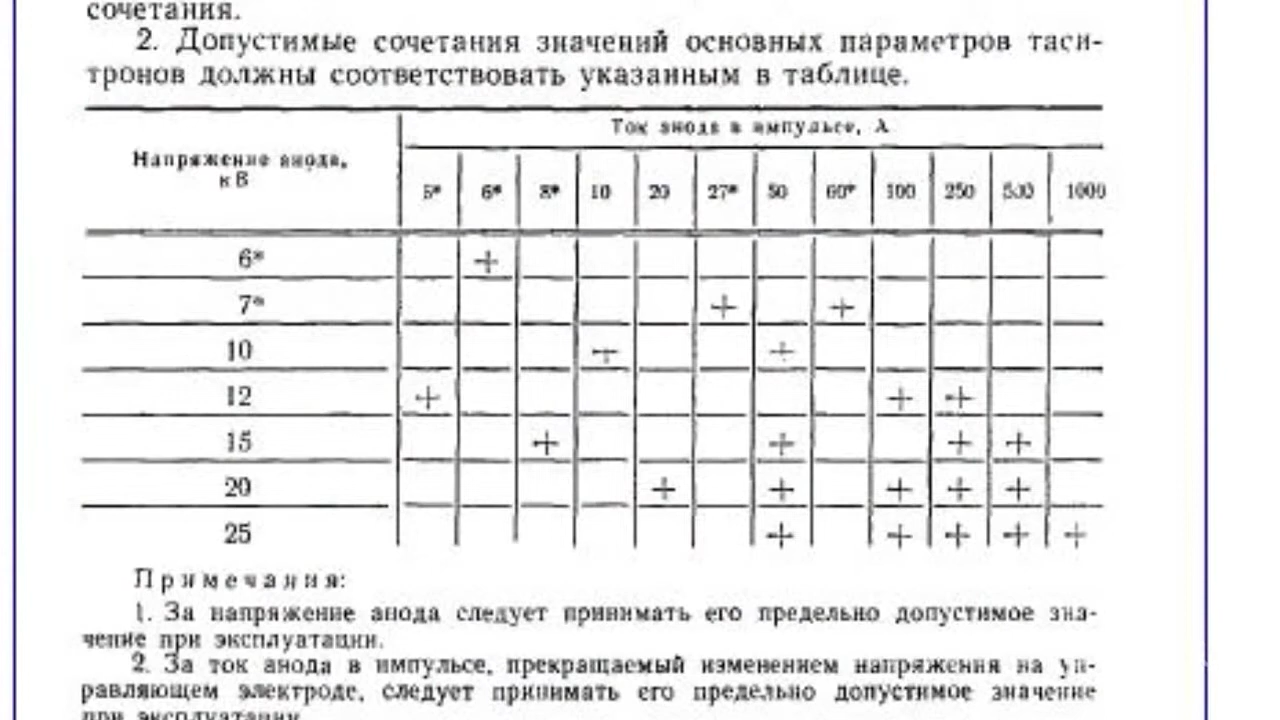 сочетания.
2. Допустимые сочетания значений основных параметров таси-
тронов должны соответствовать указанным в таблице.
Напряжение анода, кВ
Ток анода в импульсе, А
5* 6* 8* 10 20 27* 50 60* 100 250 500 1000
6* +
7* + +
10 + +
12 + + +
15 + + + +
20 + + + + +
25 + + + + +
Примечания:
1. За напряжение анода следует принимать его предельно допустимое зна-
чение при эксплуатации.
2. За ток анода в импульсе, прекращаемый изменением напряжения на уп-
равляющем электроде, следует принимать его предельно допустимое значение
при эксплуатации